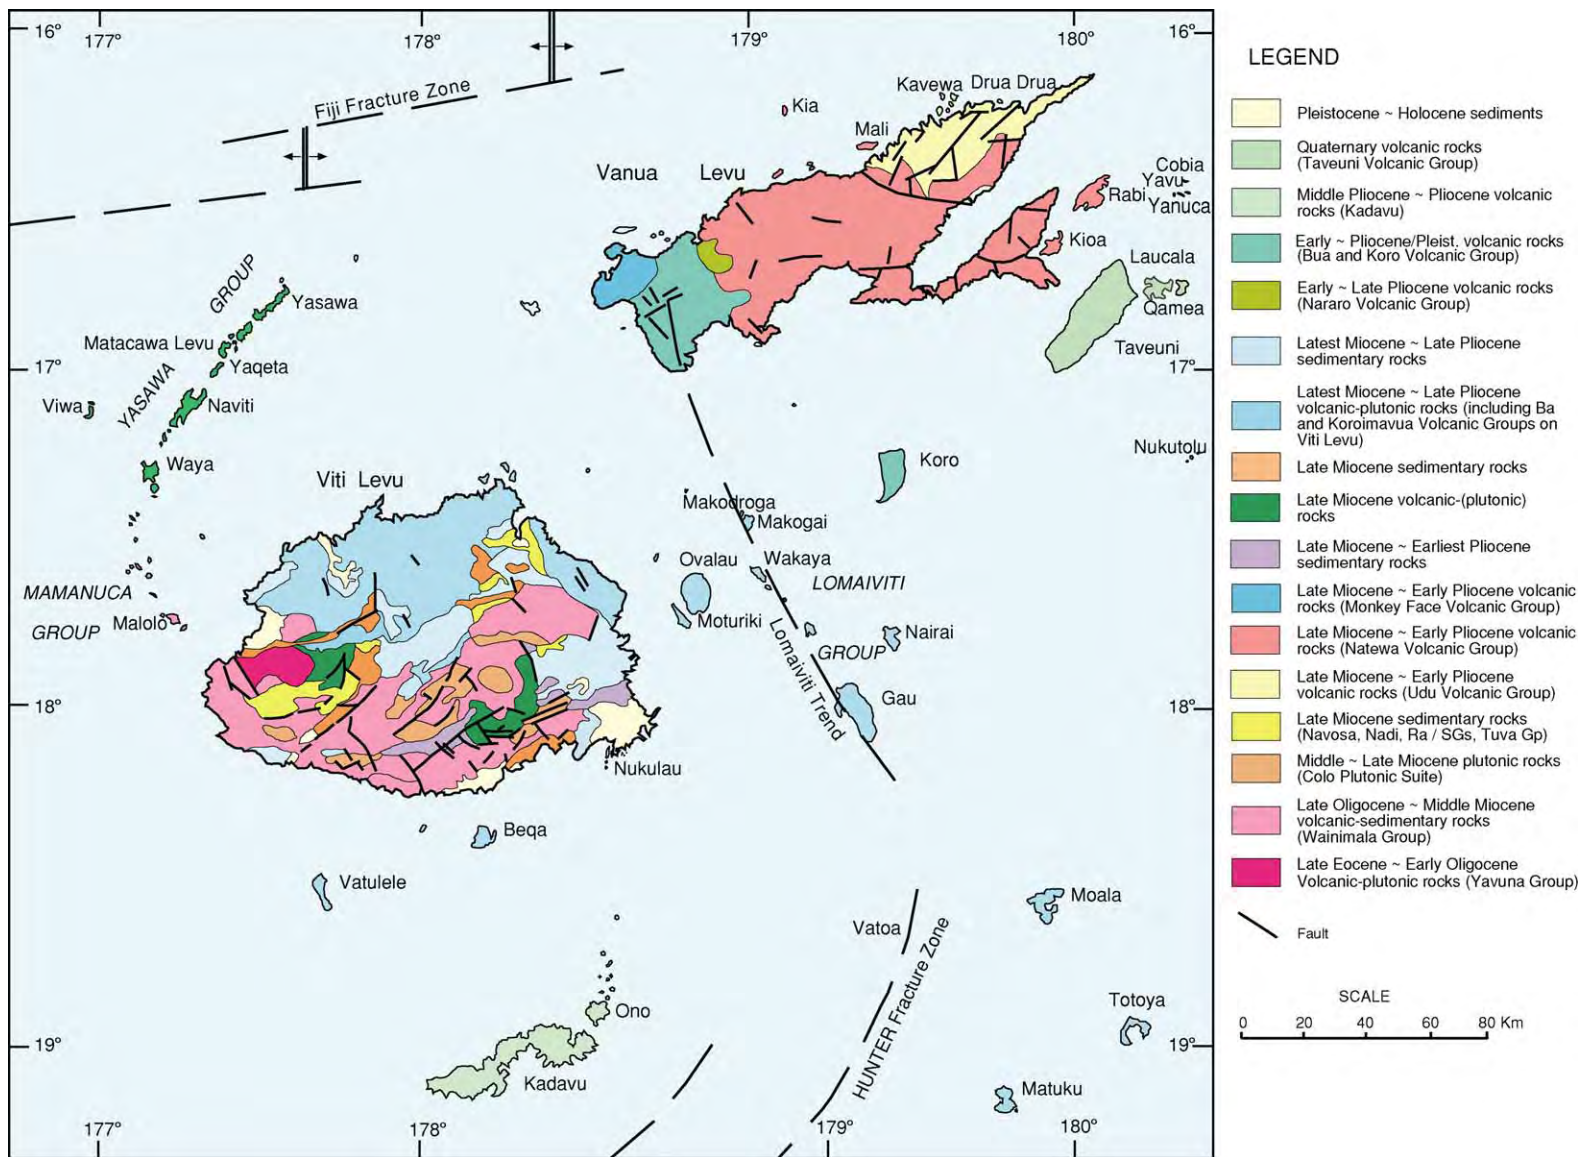 16°
177°
178°
179°
180°
16°
Fiji Fracture Zone
Kavewa
Drua Drua
Kia
Mali
Vanua
Levu
Cobia
Yavu
Rabi
Yanuca
Kioa
Laucala
Qamea
Taveuni
GROUP
Yasawa
Matacawa Levu
17°
Yaqeta
17°
YASAWA
Viwa
Naviti
Waya
Koro
Nukutolu
Viti Levu
Makodroga
Makogai
Ovalau
Wakaya
LOMAIVITI
MAMANUCA
Malolo
GROUP
Moturiki
Nairai
GROUP
Lomaiviti Trend
Gau
18°
18°
Nukulau
Beqa
Vatulele
Moala
Vatoa
HUNTER Fracture Zone
Ono
Totoya
19°
19°
Kadavu
Matuku
177°
178°
179°
180°
LEGEND
Pleistocene ~ Holocene sediments
Quaternary volcanic rocks
(Taveuni Volcanic Group)
Middle Pliocene ~ Pliocene volcanic
rocks (Kadavu)
Early ~ Pliocene/Pleist. volcanic rocks
(Bua and Koro Volcanic Group)
Early ~ Late Pliocene volcanic rocks
(Nararo Volcanic Group)
Latest Miocene ~ Late Pliocene
sedimentary rocks
Latest Miocene ~ Late Pliocene
volcanic-plutonic rocks (including Ba
and Koroimavua Volcanic Groups on
Viti Levu)
Late Miocene sedimentary rocks
Late Miocene volcanic-(plutonic)
rocks
Late Miocene ~ Earliest Pliocene
sedimentary rocks
Late Miocene ~ Early Pliocene volcanic
rocks (Monkey Face Volcanic Group)
Late Miocene ~ Early Pliocene volcanic
rocks (Natewa Volcanic Group)
Late Miocene ~ Early Pliocene
volcanic rocks (Udu Volcanic Group)
Late Miocene sedimentary rocks
(Navosa, Nadi, Ra / SGs, Tuva Gp)
Middle ~ Late Miocene plutonic rocks
(Colo Plutonic Suite)
Late Oligocene ~ Middle Miocene
volcanic-sedimentary rocks
(Wainimala Group)
Late Eocene ~ Early Oligocene
Volcanic-plutonic rocks (Yavuna Group)
Fault
SCALE
0 20 40 60 80 Km